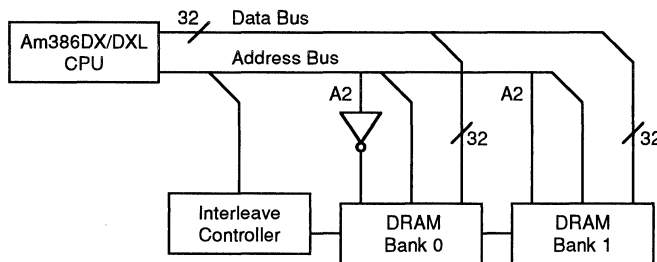 32
Data Bus
Am386DX/DXL
CPU
Address Bus
A2
A2
32
32
Interleave
Controller
DRAM
Bank 0
DRAM
Bank 1